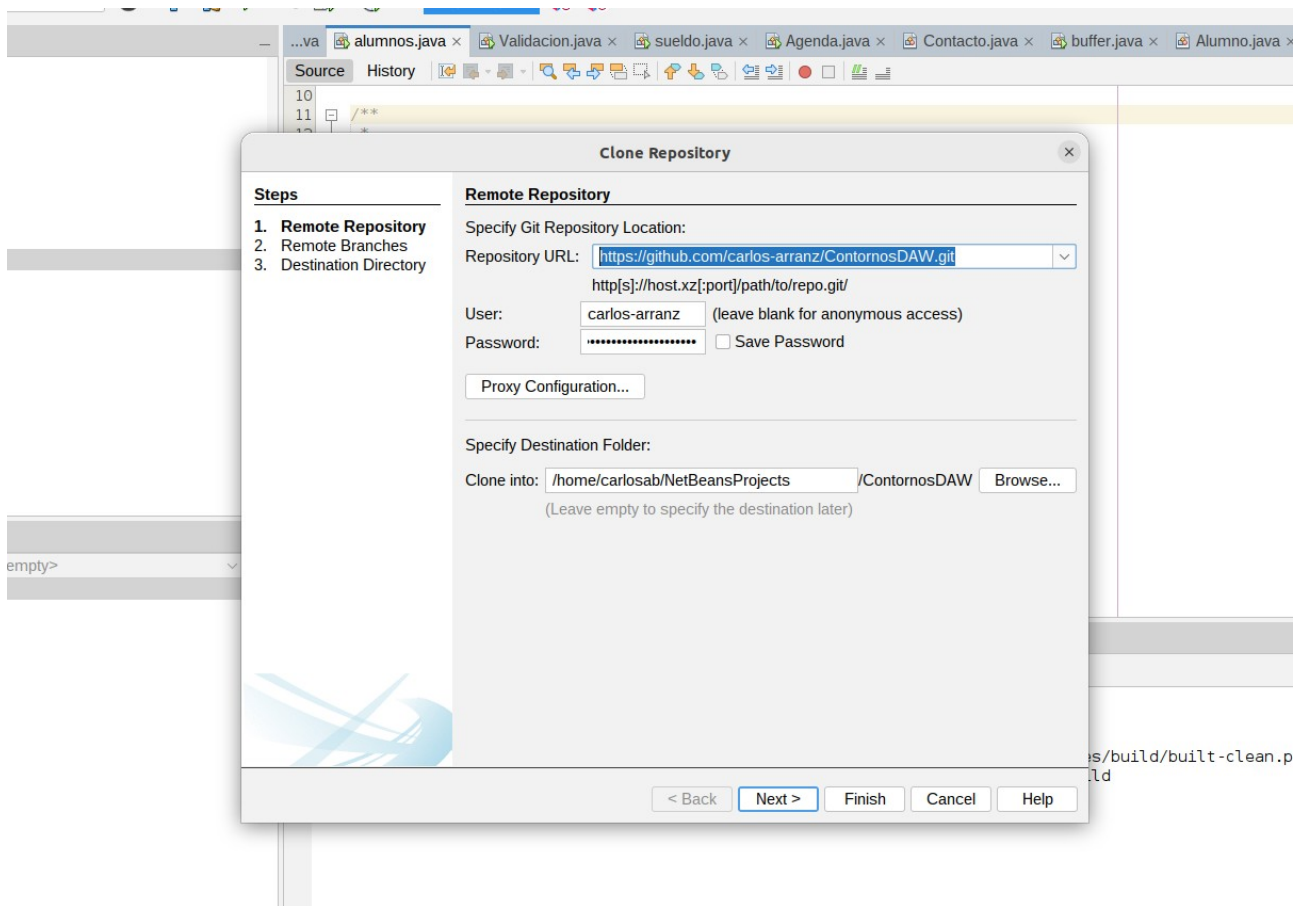 ...va alumnos.java × Validacion.java × sueldo.java × Agenda.java × Contacto.java × buffer.java × Alumno.java ×
Source History
10
11 /**
Clone Repository
Steps
1. Remote Repository
2. Remote Branches
3. Destination Directory
Remote Repository
Specify Git Repository Location:
Repository URL: https://github.com/carlos-arranz/ContornosDAW.git
http[s]://host.xz[:port]/path/to/repo.git/
User: carlos-arranz (leave blank for anonymous access)
Password: Save Password
Proxy Configuration...
Specify Destination Folder:
Clone into: /home/carlosab/NetBeansProjects /ContornosDAW Browse...
(Leave empty to specify the destination later)
empty>
es/build/built-clean.p
ld
< Back Next > Finish Cancel Help